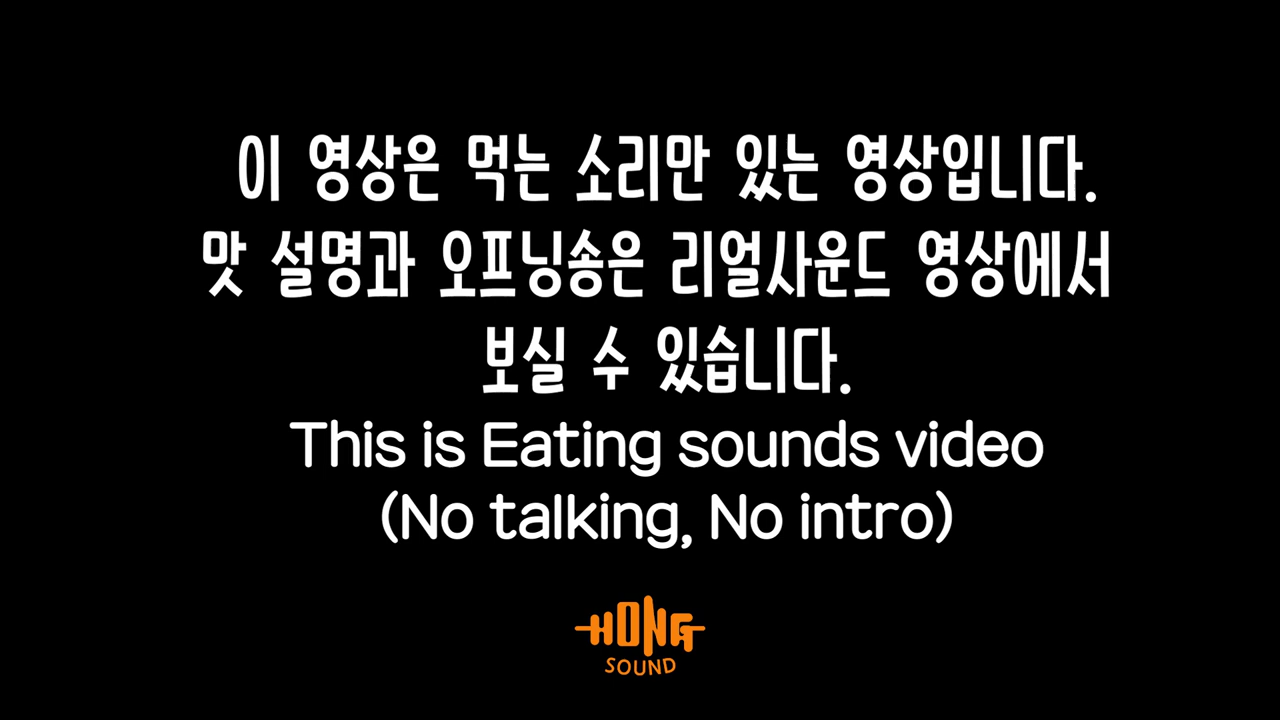 이 영상은 먹는 소리만 있는 영상입니다.
맛 설명과 오프닝송은 리얼사운드 영상에서
보실 수 있습니다.
This is Eating sounds video
(No talking, No intro)
HONG
SOUND